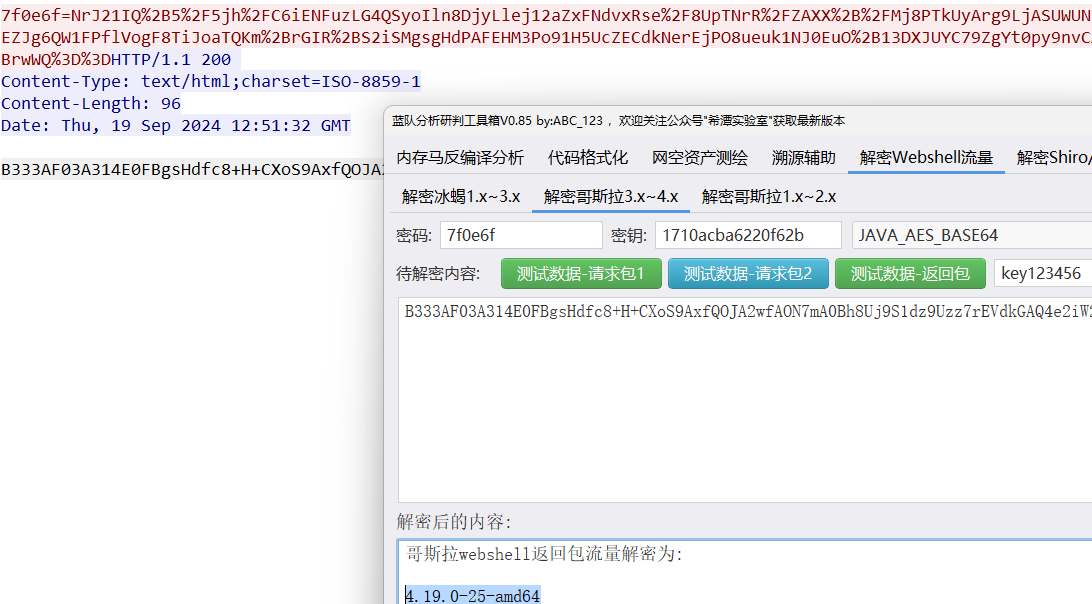 7f0e6f=NrJ21IQ%2B5%2F5jh%2FC6iENFuzLG4QSyoIln8DjyLlej12aZxFNdvxRse%2F8UpTNrR%2FZAXX%2B%2FMj8PTkUyArg9LjASUWUN
EZJg6QW1FPflVogF8TiJoaTQKm%2BrGIR%2BS2iSMgsgHdPAFEHM3Po91H5UcZECdkNerEjPO8ueuk1NJ0EuO%2B13DXJUYC79ZgYt0py9nvC
BrwWQ%3D%3DHTTP/1.1 200
Content-Type: text/html;charset=ISO-8859-1
Content-Length: 96
Date: Thu, 19 Sep 2024 12:51:32 GMT
B333AF03A314E0FBgsHdfc8+H+CXoS9AxfQOJA
蓝队分析研判工具箱V0.85 by:ABC_123 ，欢迎关注公众号"希潭实验室"获取最新版本
内存马反编译分析 代码格式化 网空资产测绘 溯源辅助 解密Webshell流量 解密Shiro/
解密冰蝎1.x~3.x 解密哥斯拉3.x~4.x 解密哥斯拉1.x~2.x
密码: 7f0e6f 密钥: 1710acba6220f62b JAVA_AES_BASE64
待解密内容: 测试数据-请求包1 测试数据-请求包2 测试数据-返回包 key123456
B333AF03A314E0FBgsHdfc8+H+CXoS9AxfQOJA2wfAON7mA0Bh8Uj9S1dz9Uzz7rEVdkGAQ4e2iW
解密后的内容:
哥斯拉webshell返回包流量解密为:
4.19.0-25-amd64